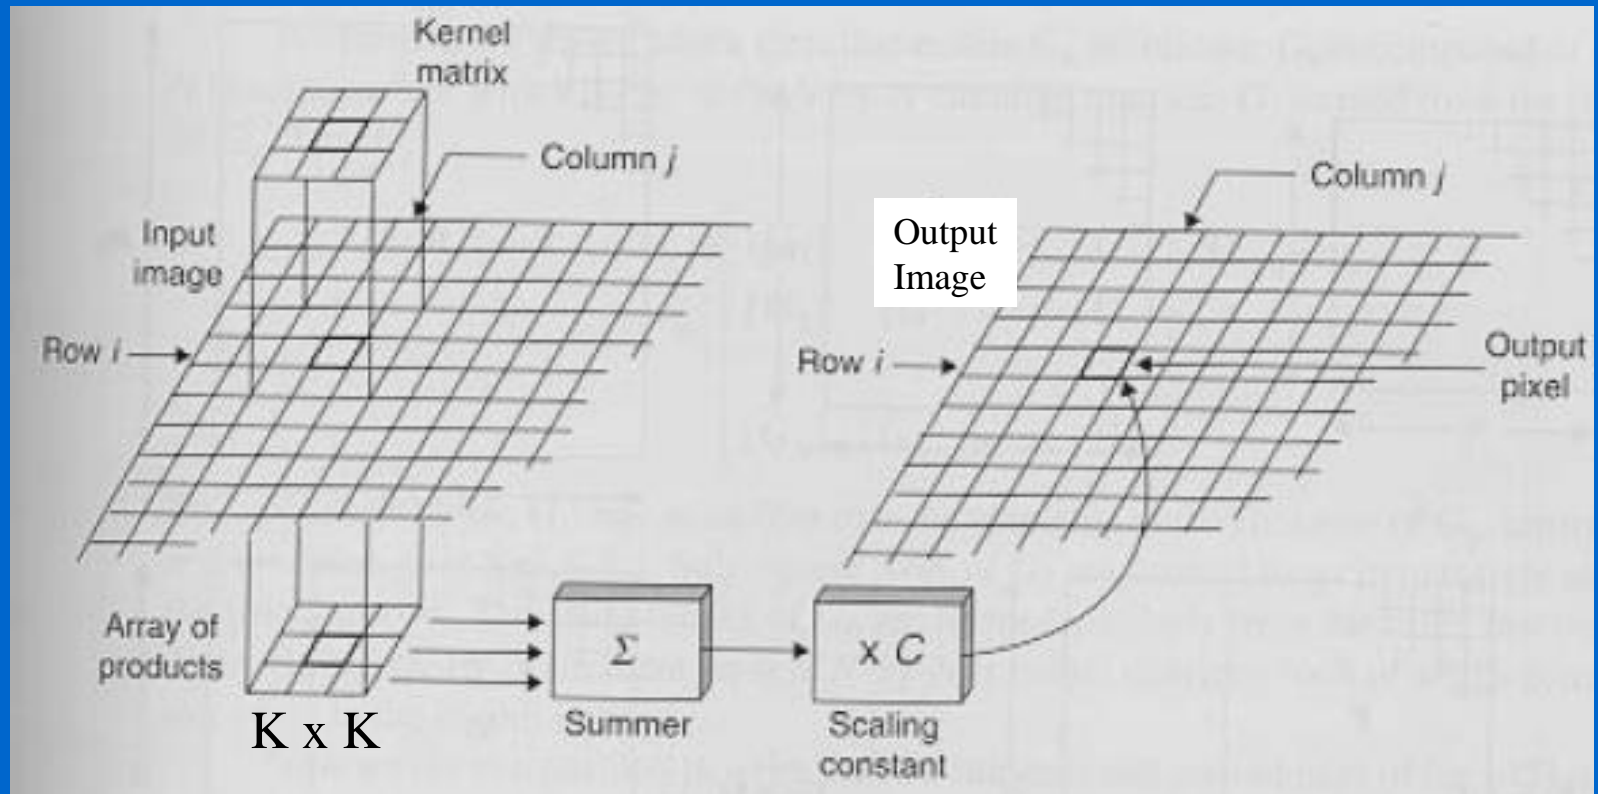 Kernel
matrix
Column j
Input
image
Row i
Array of
products
K x K
Σ
Summer
x C
Scaling
constant
Output
Image
Column j
Row i
Output
pixel